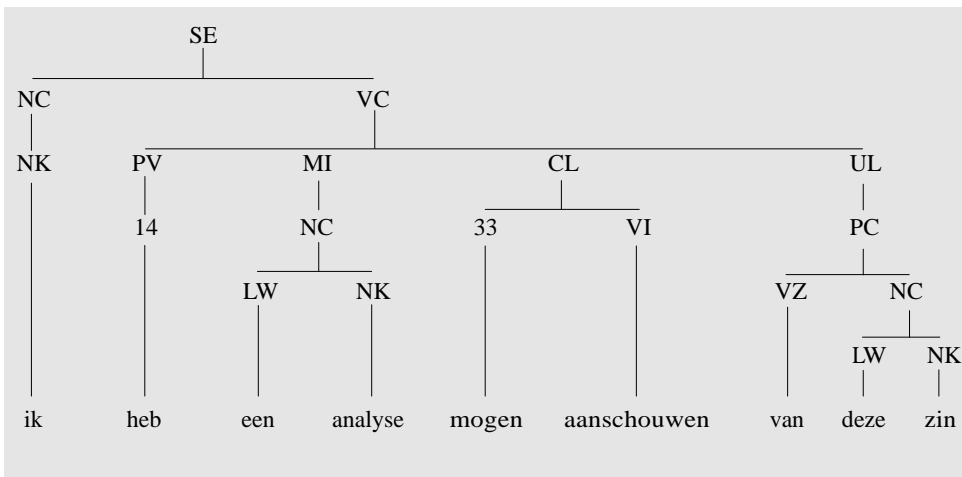 SE
NC VC
NK PV MI CL UL
14 NC 33 VI PC
LW NK VZ NC
LW NK
ik heb een analyse mogen aanschouwen van deze zin